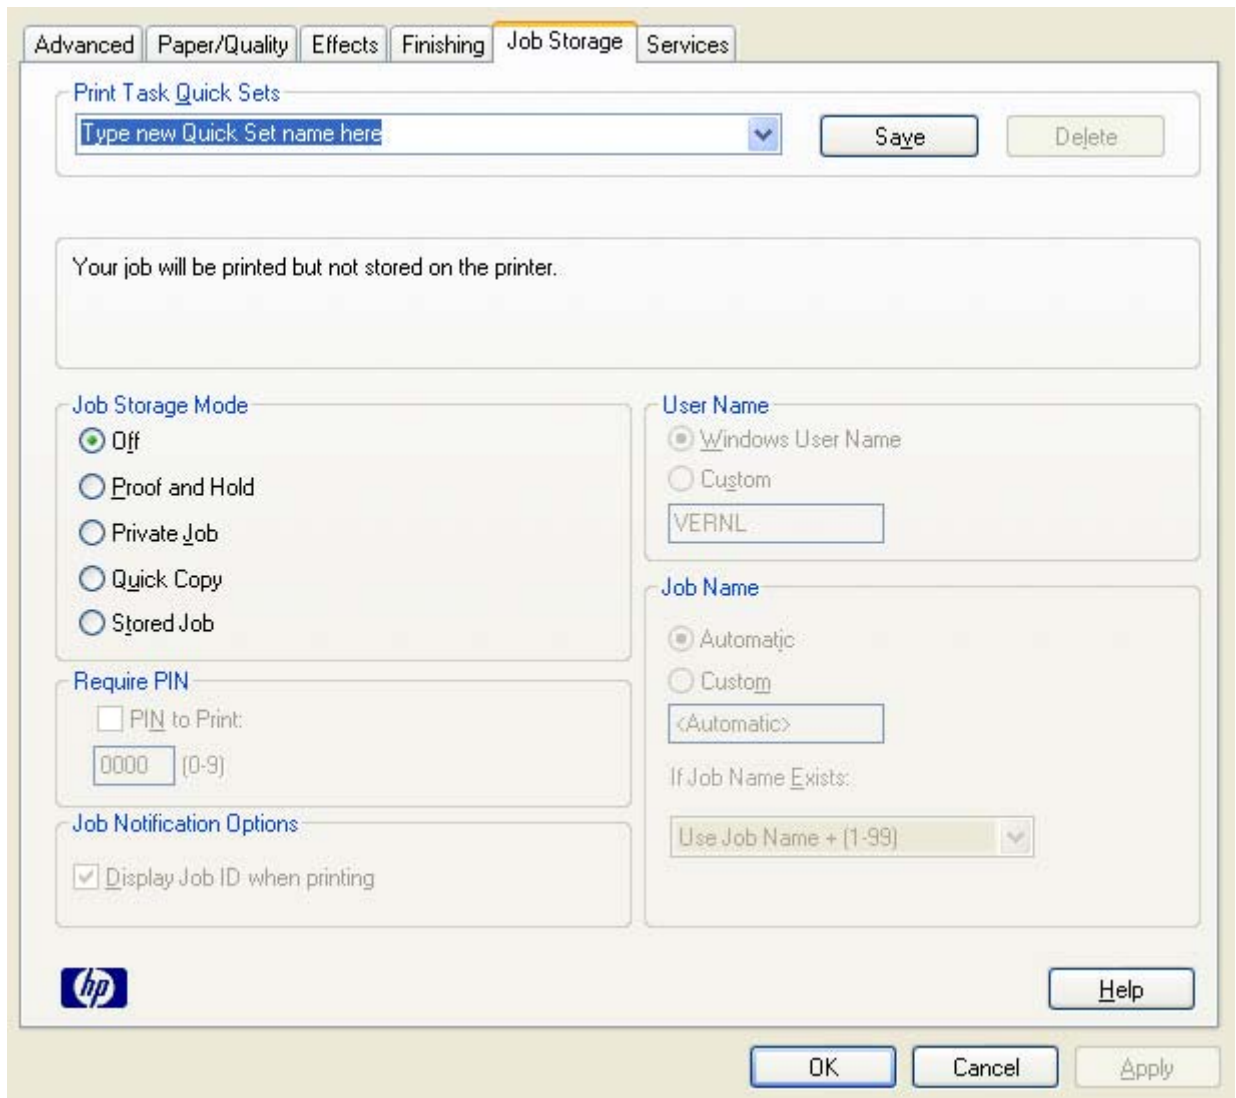 Advanced Paper/Quality Effects Finishing Job Storage Services
Print Task Quick Sets
Type new Quick Set name here Save Delete
Your job will be printed but not stored on the printer.
Job Storage Mode
Off
Proof and Hold
Private Job
Quick Copy
Stored Job
Require PIN
PIN to Print:
0000 (0-9)
Job Notification Options
Display Job ID when printing
User Name
Windows User Name
Custom
VERNL
Job Name
Automatic
Custom
<Automatic>
If Job Name Exists:
Use Job Name + (1-99)
hp
Help
OK Cancel Apply